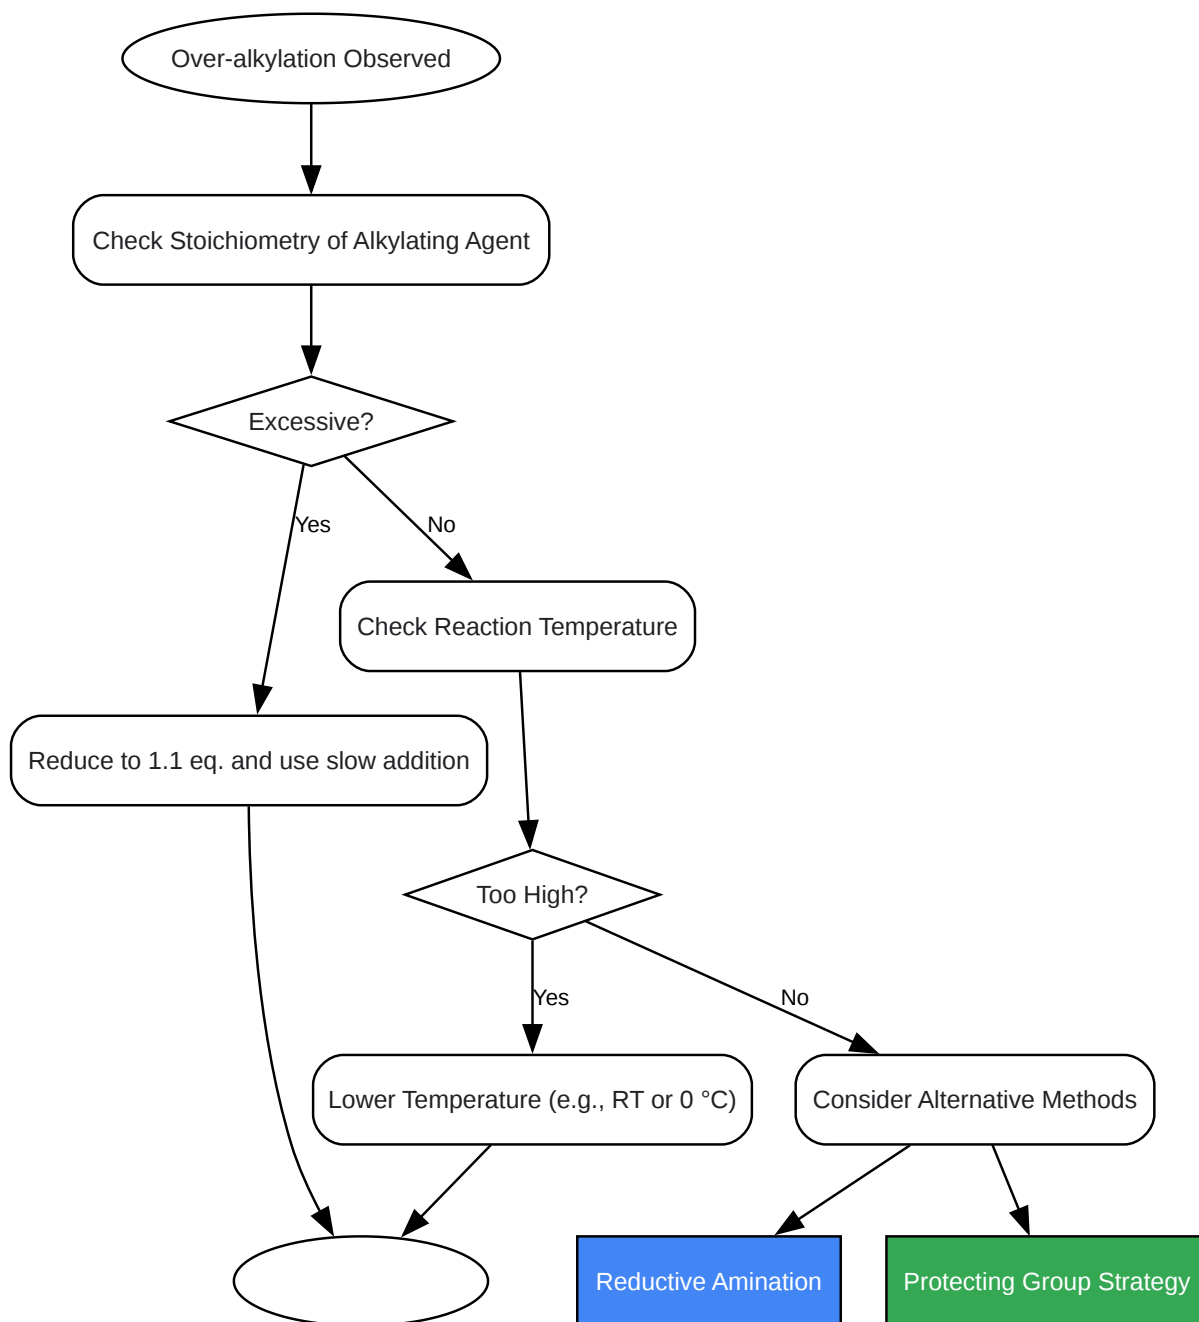 Over-alkylation Observed
Check Stoichiometry of Alkylating Agent
Excessive?
Yes
No
Check Reaction Temperature
Reduce to 1.1 eq. and use slow addition
Too High?
Yes
No
Lower Temperature (e.g., RT or 0 °C)
Consider Alternative Methods
Reductive Amination
Protecting Group Strategy